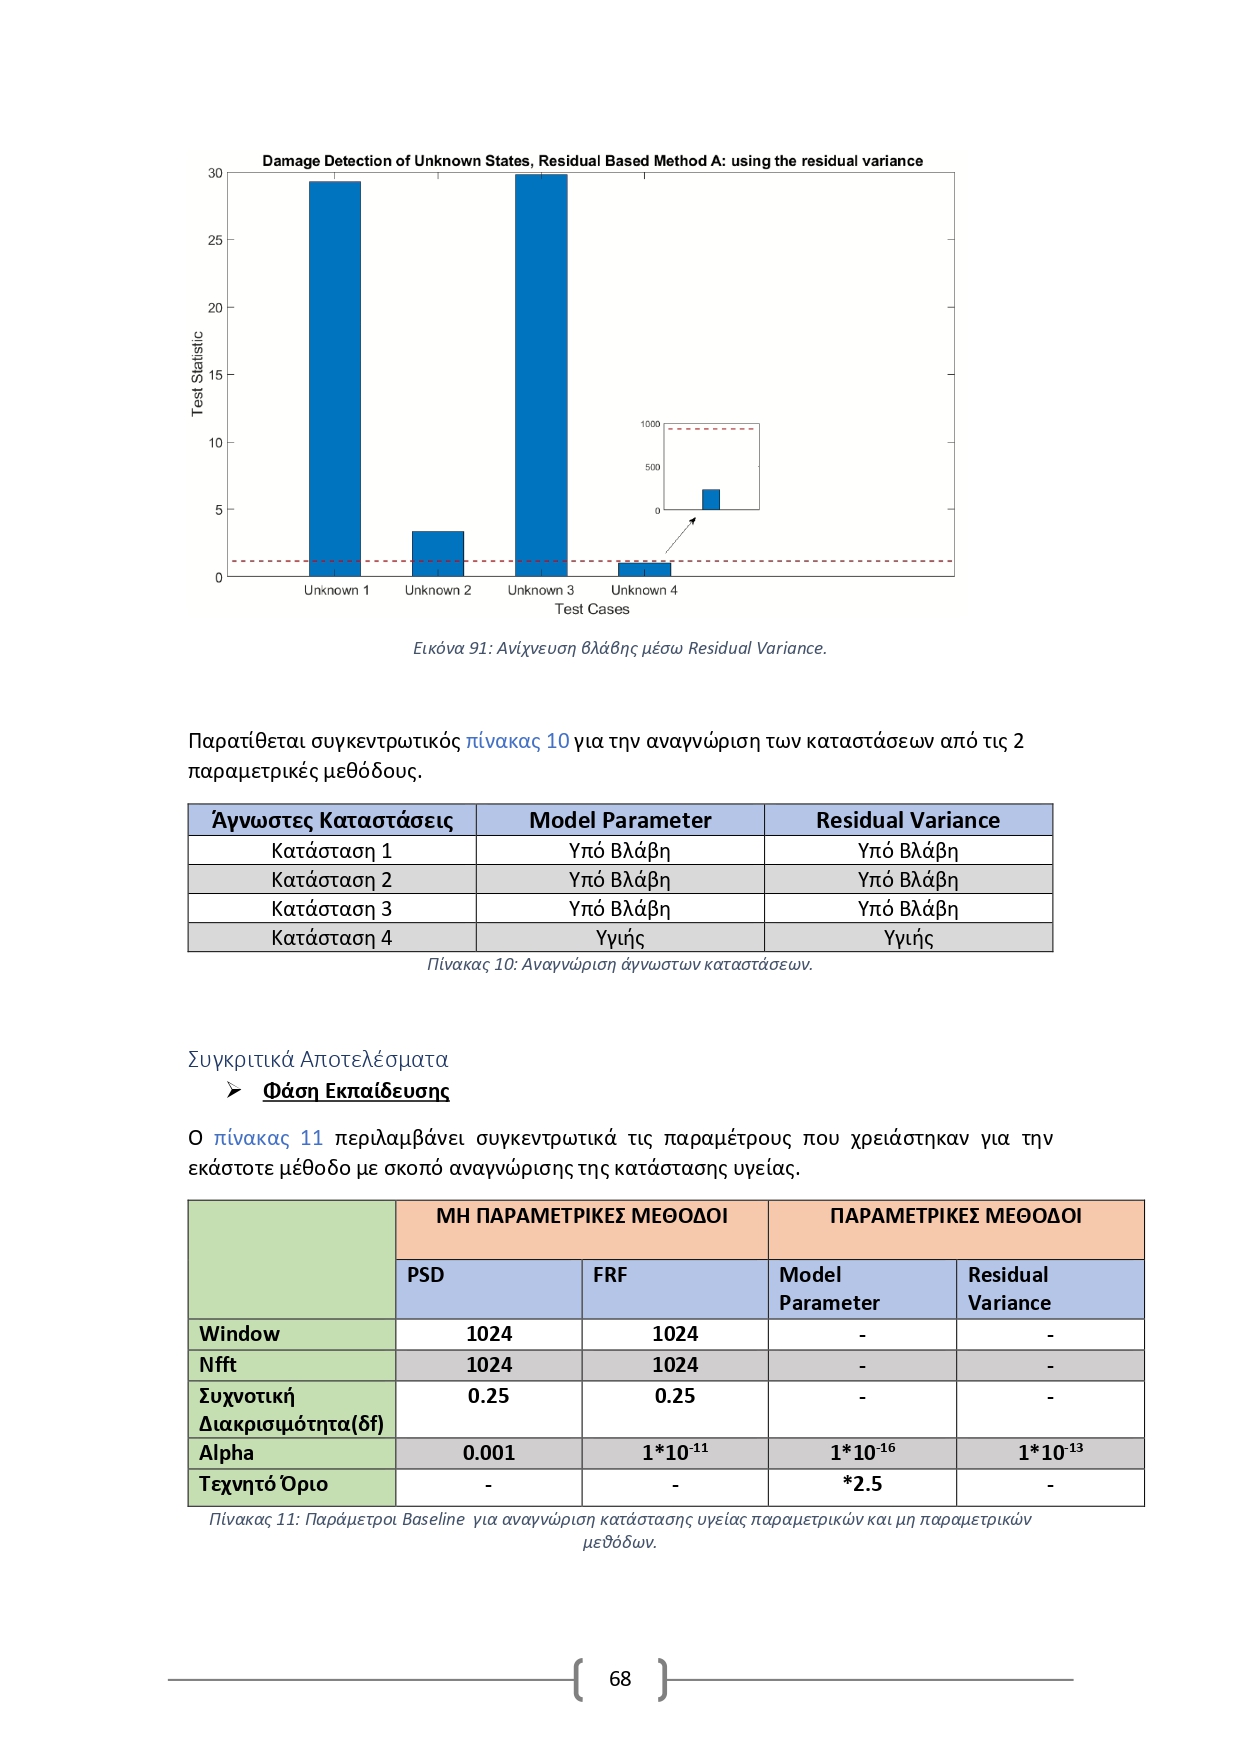 Damage Detection of Unknown States, Residual Based Method A: using the residual variance
30
25
20
15
10
5
0
Test Statistic
1000
500
0
Unknown 1 Unknown 2 Unknown 3 Unknown 4
Test Cases
Εικόνα 91: Ανίχνευση βλάβης μέσω Residual Variance.
Παρατίθεται συγκεντρωτικός πίνακας 10 για την αναγνώριση των καταστάσεων από τις 2
παραμετρικές μεθόδους.
Άγνωστες Καταστάσεις Model Parameter Residual Variance
Κατάσταση 1 Υπό Βλάβη Υπό Βλάβη
Κατάσταση 2 Υπό Βλάβη Υπό Βλάβη
Κατάσταση 3 Υπό Βλάβη Υπό Βλάβη
Κατάσταση 4 Υγιής Υγιής
Πίνακας 10: Αναγνώριση άγνωστων καταστάσεων.
Συγκριτικά Αποτελέσματα
➢ Φάση Εκπαίδευσης
Ο πίνακας 11 περιλαμβάνει συγκεντρωτικά τις παραμέτρους που χρειάστηκαν για την
εκάστοτε μέθοδο με σκοπό αναγνώρισης της κατάστασης υγείας.
ΜΗ ΠΑΡΑΜΕΤΡΙΚΕΣ ΜΕΘΟΔΟΙ ΠΑΡΑΜΕΤΡΙΚΕΣ ΜΕΘΟΔΟΙ
PSD FRF Model Residual
Parameter Variance
Window 1024 1024 - -
Nfft 1024 1024 - -
Συχνοτική 0.25 0.25 - -
Διακρισιμότητα(δf)
Alpha 0.001 1*10⁻¹¹ 1*10⁻¹⁶ 1*10⁻¹³
Τεχνητό Όριο - - *2.5 -
Πίνακας 11: Παράμετροι Baseline για αναγνώριση κατάστασης υγείας παραμετρικών και μη παραμετρικών
μεθόδων.
68